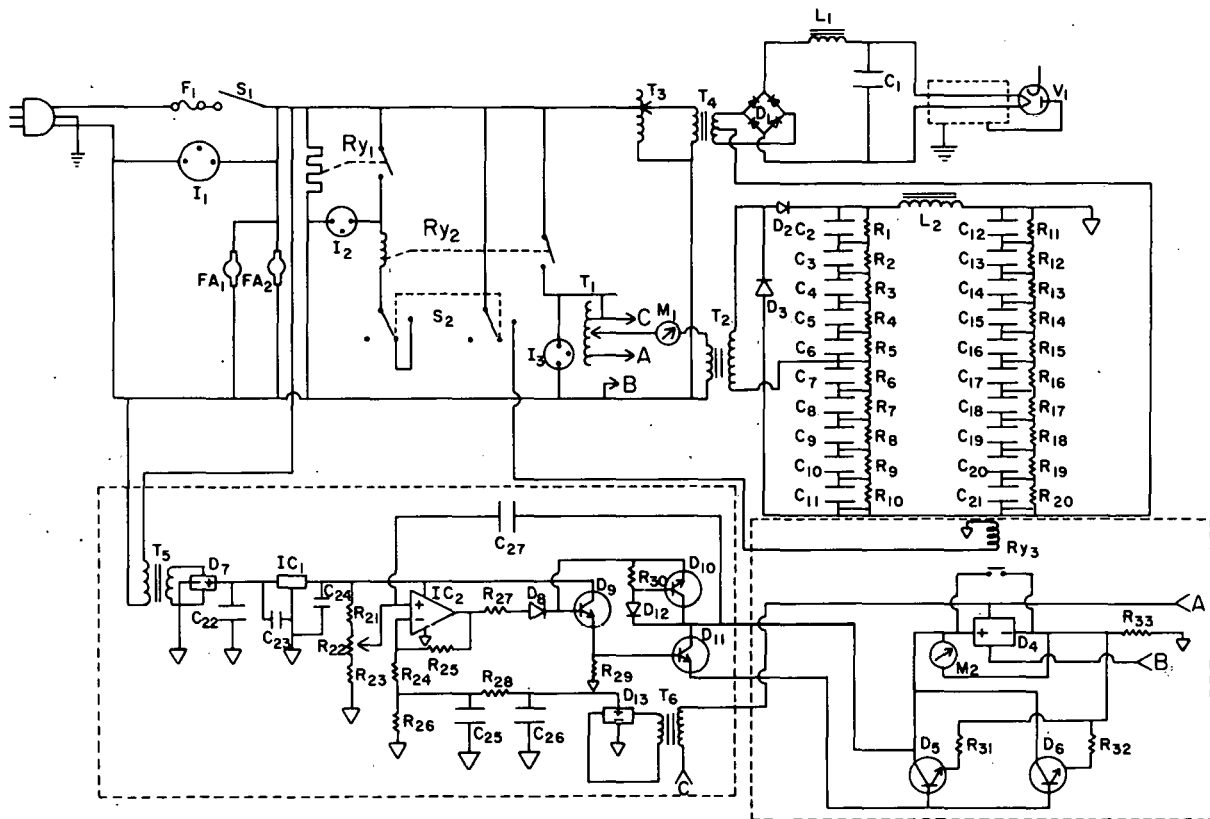 L1
F1
S1
T3
T4
D1
C1
V1
I1
Ry1
I2
Ry2
FA1
FA2
S2
T1
C
M1
A
I3
B
T2
D2
D3
L2
C2
R1
C3
R2
C4
R3
C5
R4
C6
R5
C7
R6
C8
R7
C9
R8
C10
R9
C11
R10
C12
R11
C13
R12
C14
R13
C15
R14
C16
R15
C17
R16
C18
R17
C19
R18
C20
R19
C21
R20
Ry3
C27
T5
D7
+
IC1
C22
C23
C24
R21
R22
R23
IC2
+
-
R24
R25
R26
R27
D8
D9
R28
R29
C25
C26
R30
D10
D12
D11
D13
+
-
T6
C
A
+
-
D4
R33
M2
B
D5
R31
D6
R32